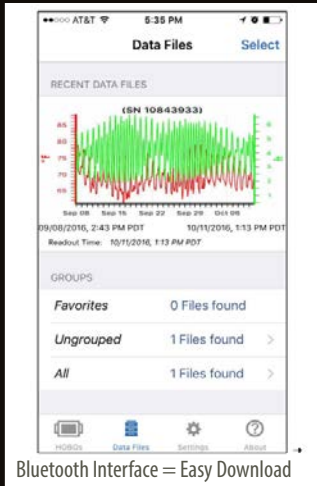 AT&T 5:35 PM
Data Files Select
RECENT DATA FILES
(SN 10843933)
85
80
75
70
65
°F
Sep 08 Sep 15 Sep 22 Sep 29 Oct 06
09/08/2016, 2:43 PM PDT 10/11/2016, 1:13 PM PDT
Readout Time: 10/11/2016, 1:13 PM PDT
GROUPS
Favorites 0 Files found
Ungrouped 1 Files found >
All 1 Files found >
HOBOs Data Files Settings About
Bluetooth Interface = Easy Download